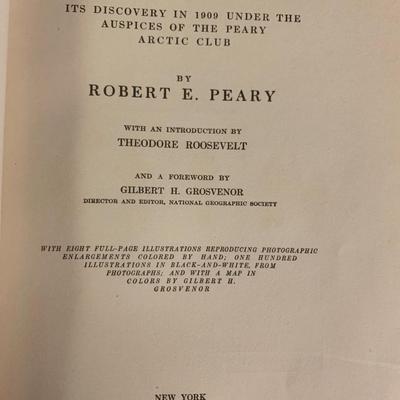 ITS DISCOVERY IN 1909 UNDER THE
AUSPICES OF THE PEARY
ARCTIC CLUB
BY
ROBERT E. PEARY
WITH AN INTRODUCTION BY
THEODORE ROOSEVELT
AND A FOREWORD BY
GILBERT H. GROSVENOR
DIRECTOR AND EDITOR, NATIONAL GEOGRAPHIC SOCIETY
WITH EIGHT FULL-PAGE ILLUSTRATIONS REPRODUCING PHOTOGRAPHIC
ENLARGEMENTS COLORED BY HAND; ONE HUNDRED
ILLUSTRATIONS IN BLACK-AND-WHITE, FROM
PHOTOGRAPHS; AND WITH A MAP IN
COLORS BY GILBERT H.
GROSVENOR
NEW YORK